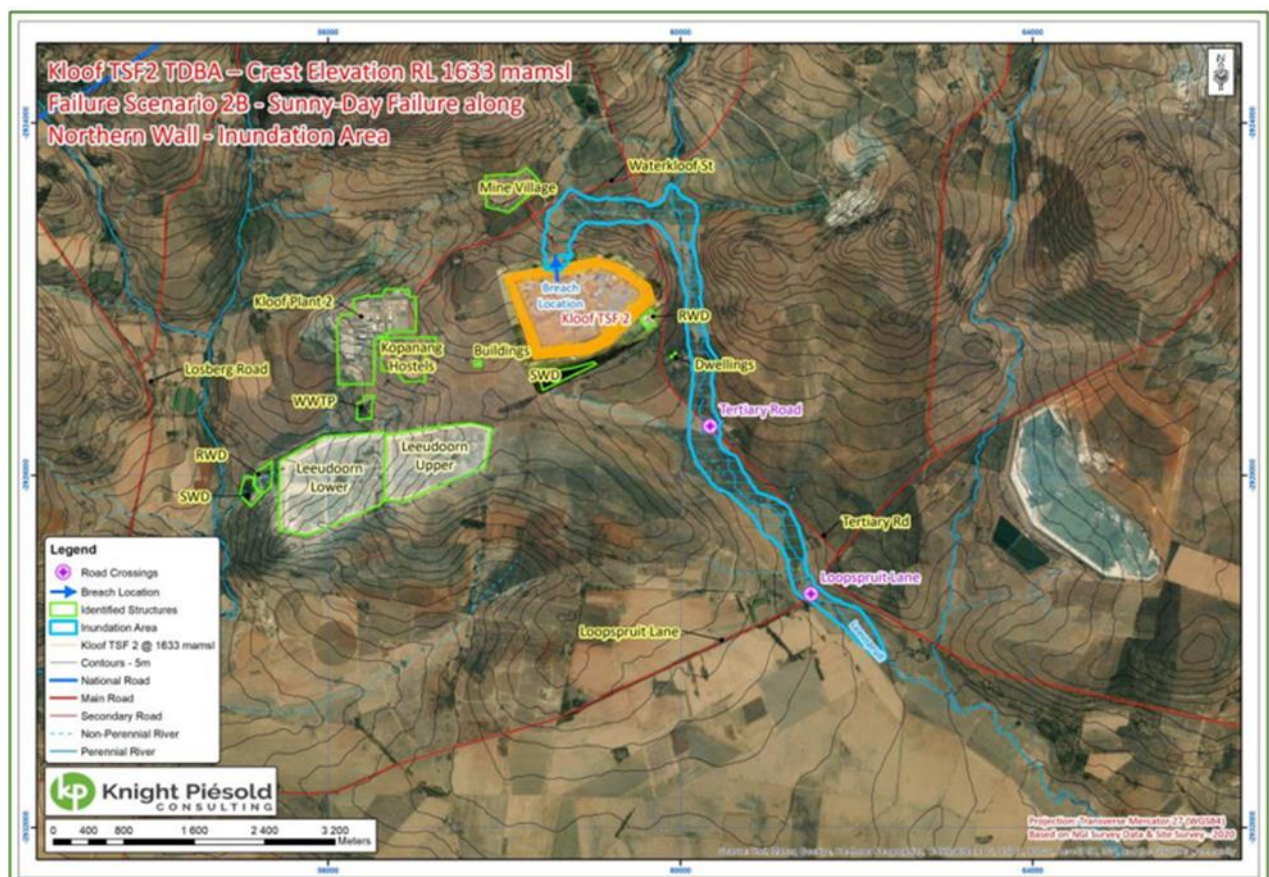 Kloof TSF2 TDBA – Crest Elevation RL 1633 mamsl
Failure Scenario 2B - Sunny-Day Failure along
Northern Wall - Inundation Area
Waterkloof St
Mine Village
Breach
Location
Kloof TSF 2
RWD
Kloof Plant 2
Kopanang
Hostels
Buildings
SWD
Dwellings
Losberg Road
WWTP
Tertiary Road
RWD
SWD
Leeudoorn
Lower
Leeudoorn
Upper
Tertiary Rd
Loopspruit Lane
Loopspruit Lane
Legend
Road Crossings
Breach Location
Identified Structures
Inundation Area
Kloof TSF 2 @ 1633 mamsl
Contours - 5m
National Road
Main Road
Secondary Road
Non-Perennial River
Perennial River
kp Knight Piésold
CONSULTING
0 400 800 1 600 2 400 3 200
Meters
Projection: Transverse Mercator 27 (WGS84)
Based on NGI Survey Data & Site Survey - 2020